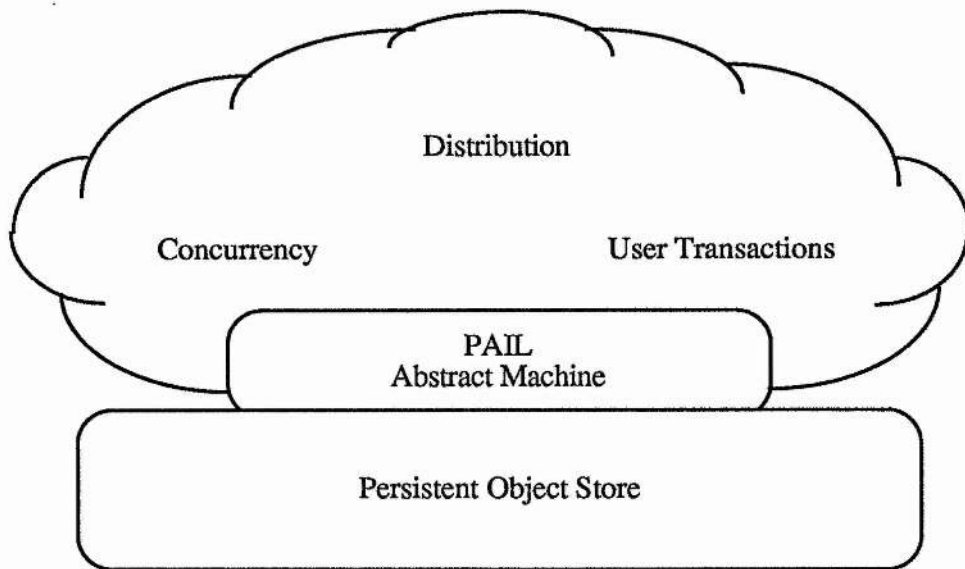 Distribution
Concurrency
User Transactions
PAIL
Abstract Machine
Persistent Object Store